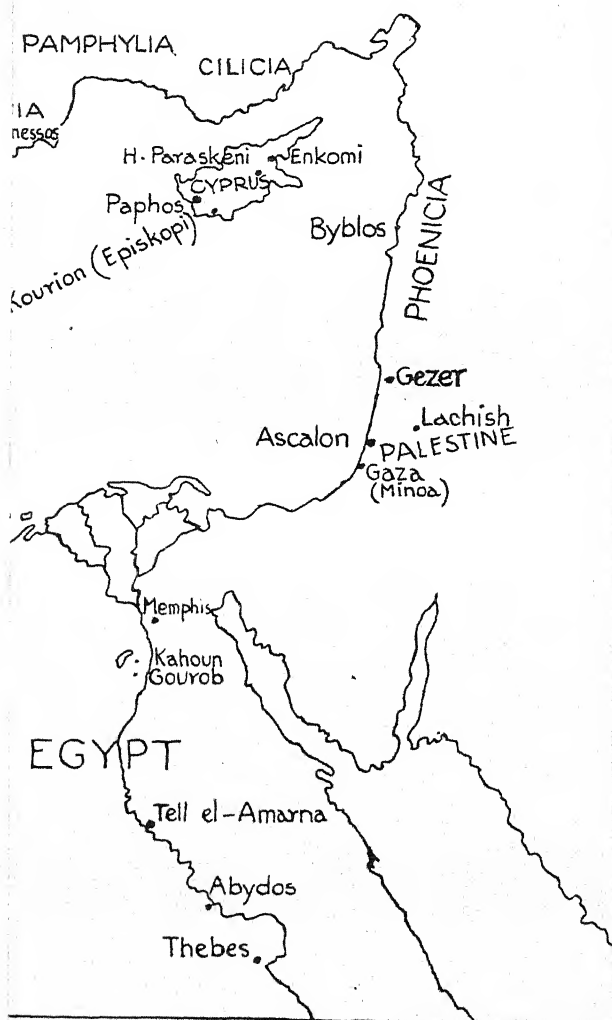 PAMPHYLIA
CILICIA
IA
nessos
H. Paraskeni
Enkomi
CYPRUS
Paphos
Kourion (Episkopi)
Byblos
PHOENICIA
Gezer
Lachish
Ascalon
PALESTINE
Gaza
(Minoa)
Memphis
Kahoun
Gourob
EGYPT
Tell el-Amarna
Abydos
Thebes